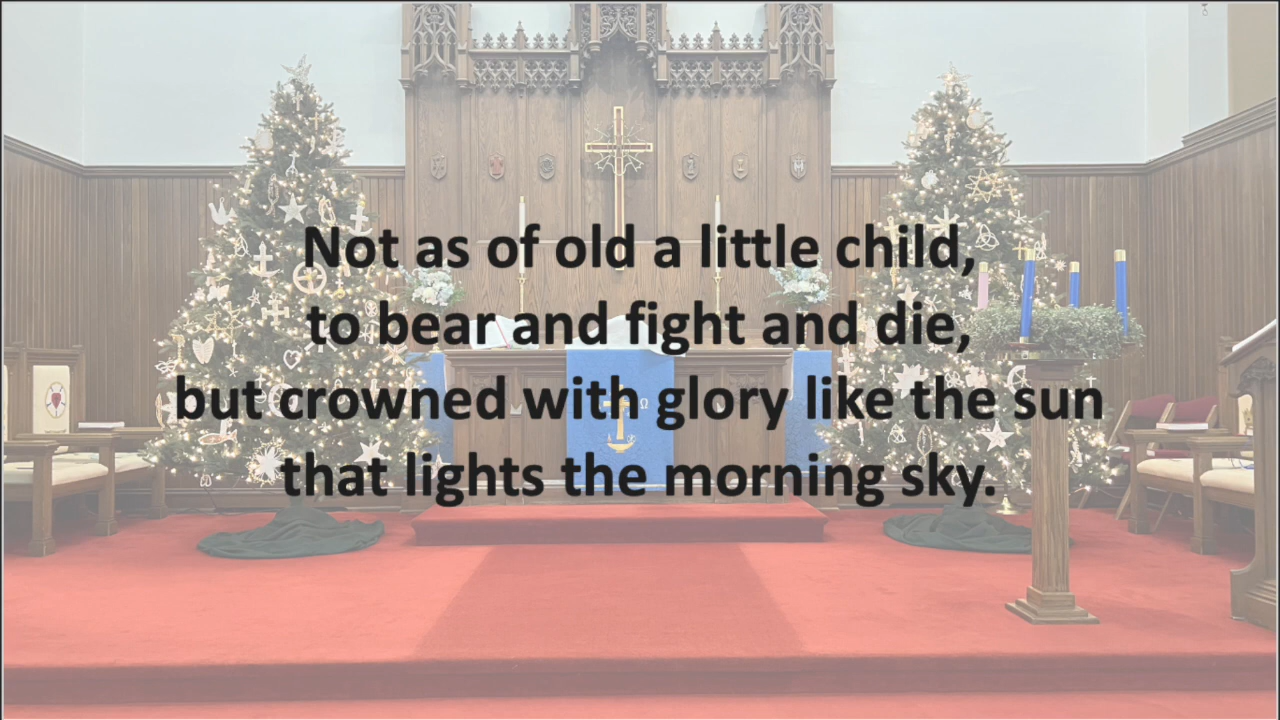 Not as of old a little child,
to bear and fight and die,
but crowned with glory like the sun
that lights the morning sky.